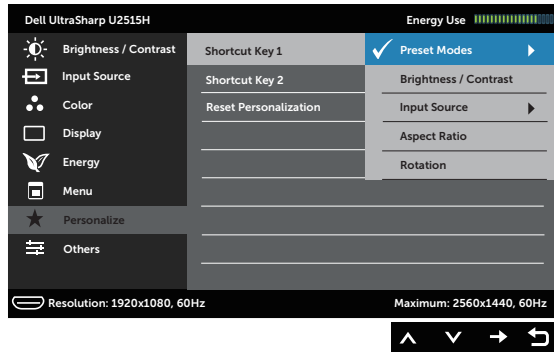 Dell UltraSharp U2515H
Energy Use
Brightness / Contrast
Input Source
Color
Display
Energy
Menu
Personalize
Others
Shortcut Key 1
Shortcut Key 2
Reset Personalization
Preset Modes
Brightness / Contrast
Input Source
Aspect Ratio
Rotation
Resolution: 1920x1080, 60Hz
Maximum: 2560x1440, 60Hz